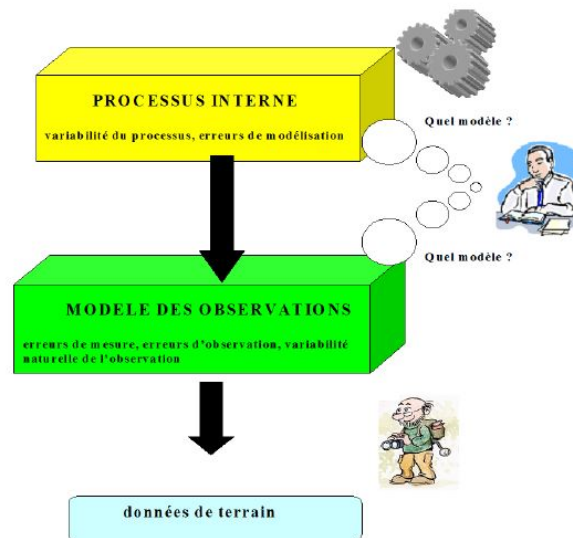 PROCESSUS INTERNE
variabilité du processus, erreurs de modélisation
Quel modèle ?
Quel modèle ?
MODELE DES OBSERVATIONS
erreurs de mesure, erreurs d'observation, variabilité
naturelle de l'observation
données de terrain